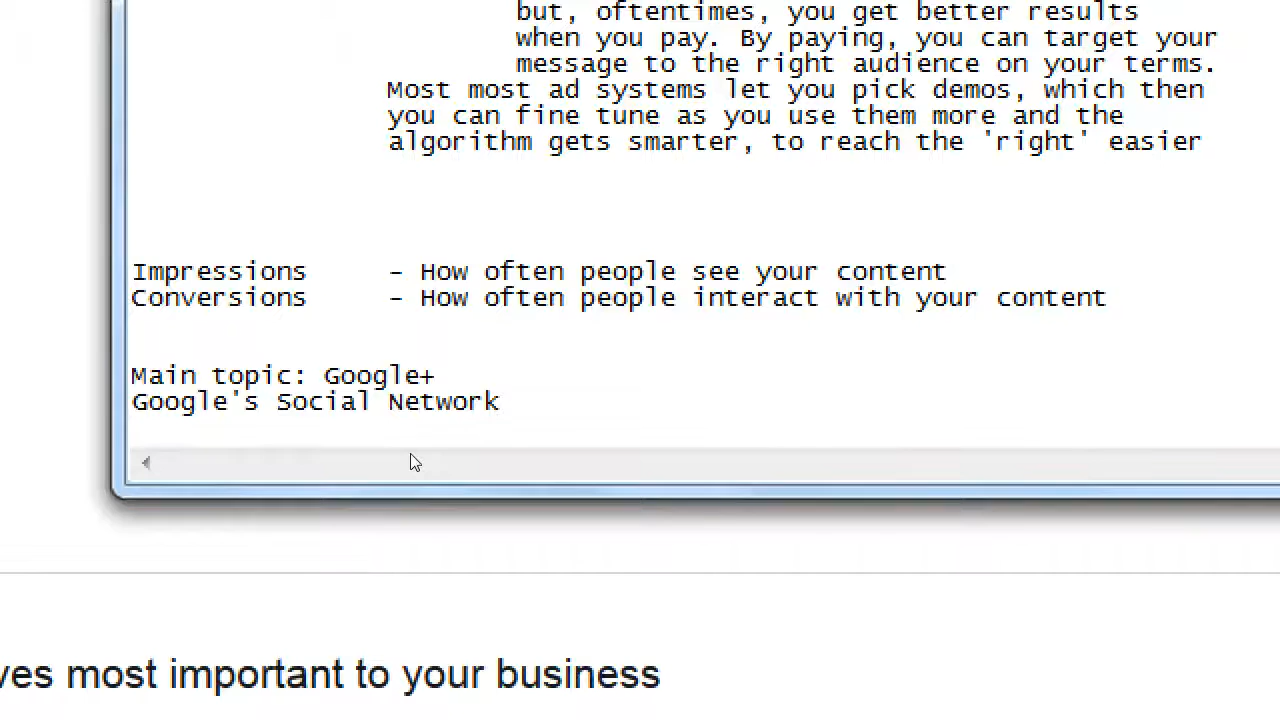 but, oftentimes, you get better results
when you pay. By paying, you can target your
message to the right audience on your terms.
Most most ad systems let you pick demos, which then
you can fine tune as you use them more and the
algorithm gets smarter, to reach the 'right' easier
Impressions - How often people see your content
Conversions - How often people interact with your content
Main topic: Google+
Google's Social Network
ves most important to your business